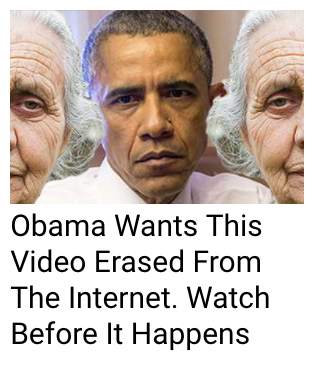 Obama Wants This
Video Erased From
The Internet. Watch
Before It Happens